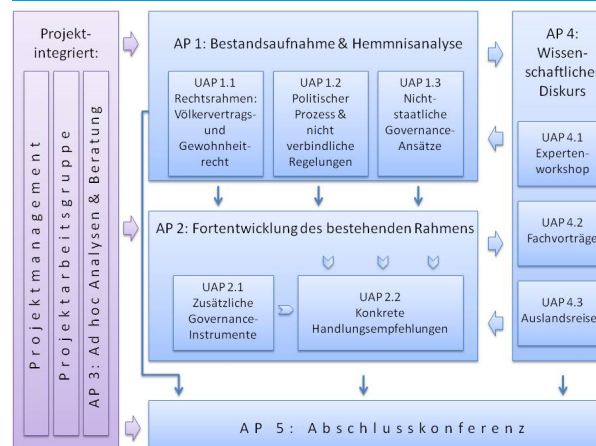 Projekt-
integriert:
Projektmanagement
Projektarbeitsgruppe
AP 3: Ad hoc Analysen & Beratung
AP 1: Bestandsaufnahme & Hemmnisanalyse
UAP 1.1
Rechtsrahmen:
Völkervertrags-
und
Gewohnheit-
recht
UAP 1.2
Politischer
Prozess &
nicht
verbindliche
Regelungen
UAP 1.3
Nicht-
staatliche
Governance-
Ansätze
AP 2: Fortentwicklung des bestehenden Rahmens
UAP 2.1
Zusätzliche
Governance-
Instrumente
UAP 2.2
Konkrete
Handlungsempfehlungen
AP 4:
Wissen-
schaftlicher
Diskurs
UAP 4.1
Experten-
workshop
UAP 4.2
Fachvorträge
UAP 4.3
Auslandsreisen
AP 5: Abschlusskonferenz